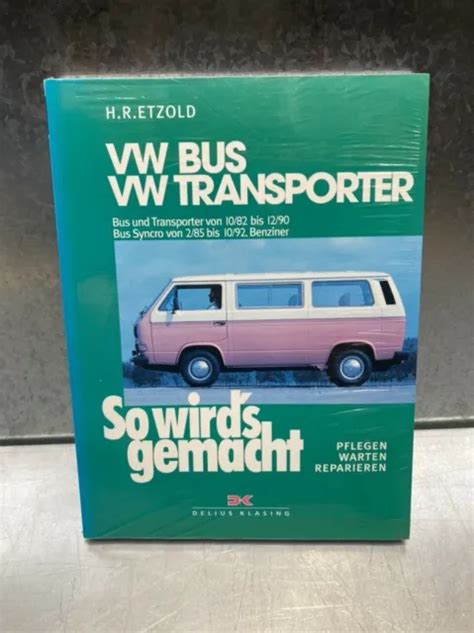 H.R.ETZOLD
VW BUS
VW TRANSPORTER
Bus und Transporter von 10/82 bis 12/90
Bus Syncro von 2/85 bis 10/92, Benziner
So wird's
gemacht
PFLEGEN
WARTEN
REPARIEREN
DK
DELIUS KLASING